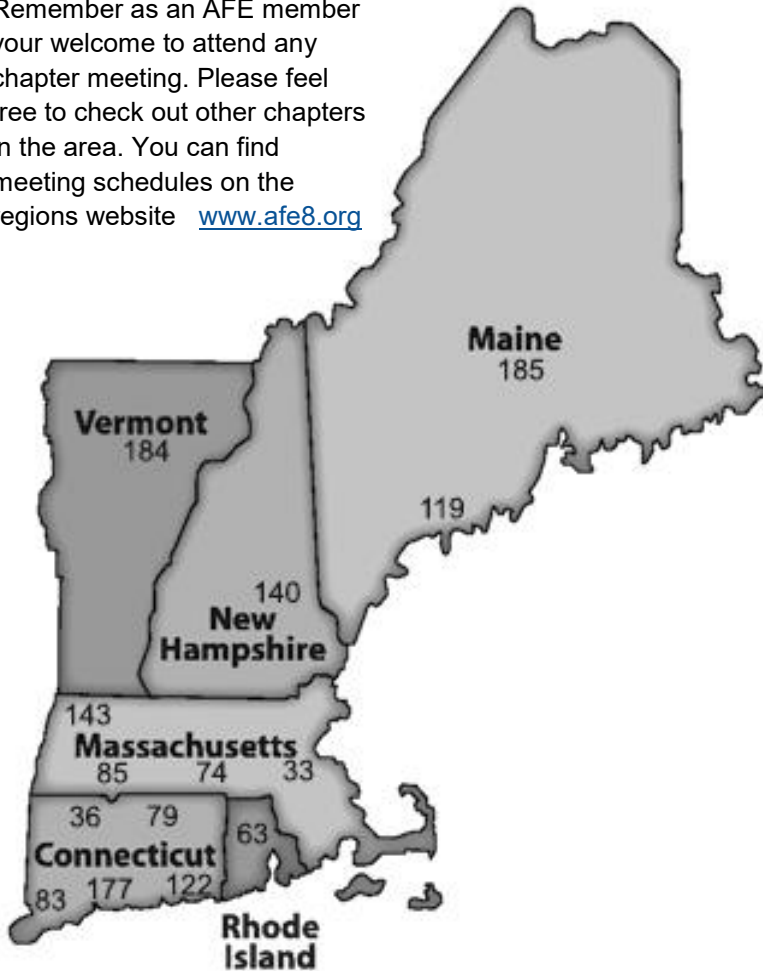 Remember as an AFE member
your welcome to attend any
chapter meeting. Please feel
free to check out other chapters
in the area. You can find
meeting schedules on the
regions website www.afe8.org
Maine
185
Vermont
184
119
140
New
Hampshire
143
Massachusetts
85 74 33
36 79 63
Connecticut
83 177 122
Rhode
Island